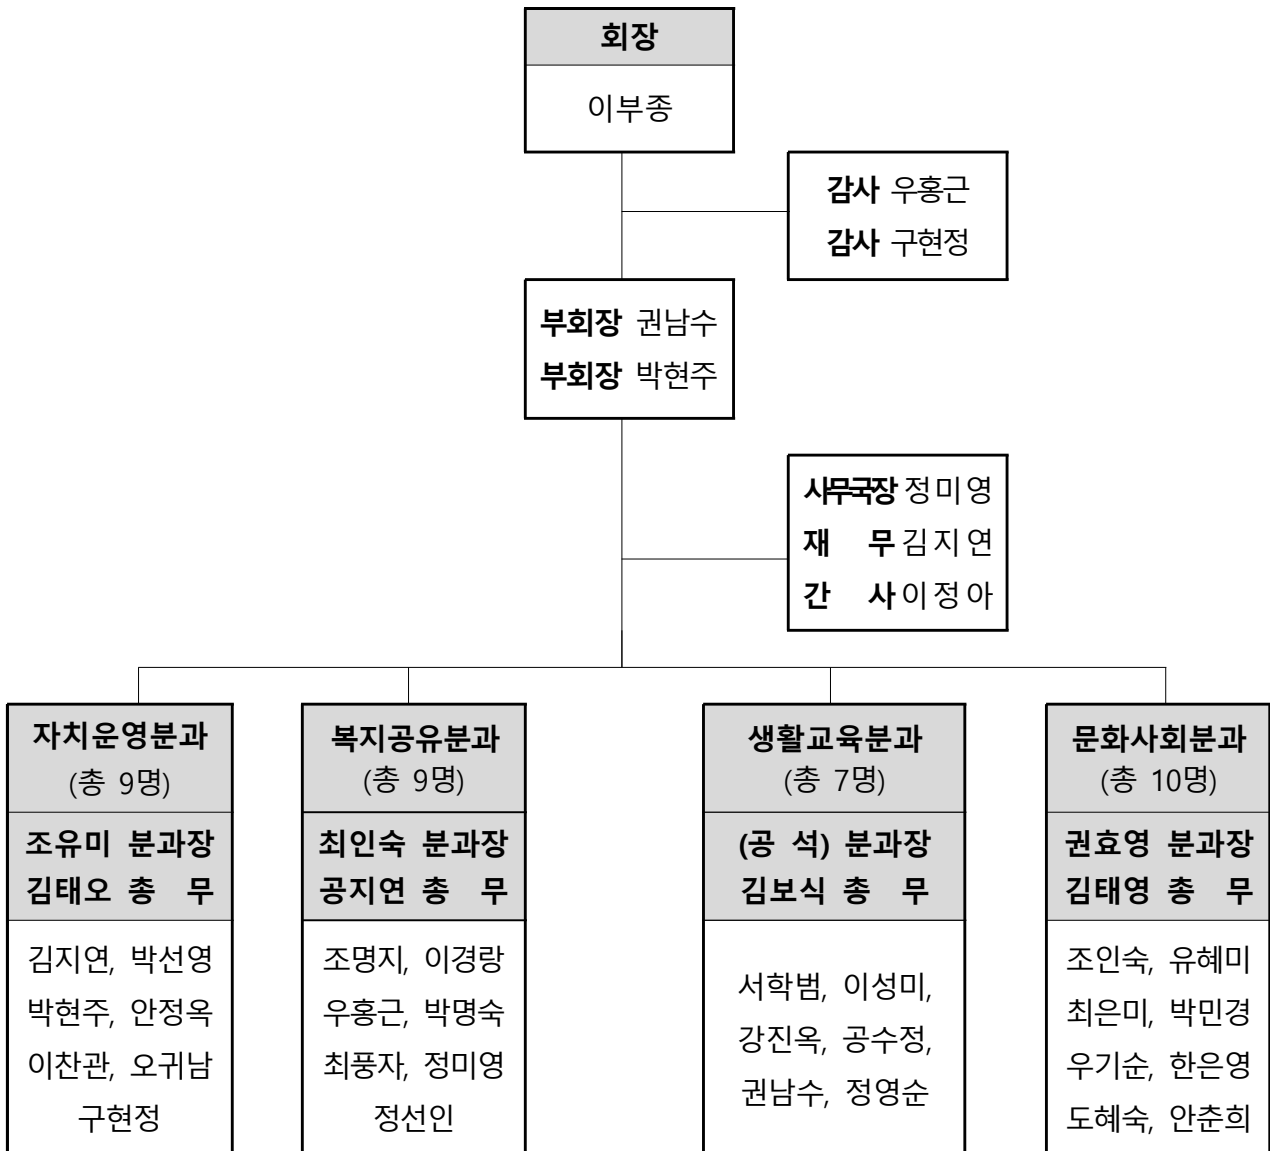 회장
이부종
감사 우홍근
감사 구현정
부회장 권남수
부회장 박현주
사무국장 정미영
재 무 김지연
간 사 이정아
자치운영분과
(총 9명)
조유미 분과장
김태오 총 무
김지연, 박선영
박현주, 안정옥
이찬관, 오귀남
구현정
복지공유분과
(총 9명)
최인숙 분과장
공지연 총 무
조명지, 이경랑
우홍근, 박명숙
최풍자, 정미영
정선인
생활교육분과
(총 7명)
(공 석) 분과장
김보식 총 무
서학범, 이성미,
강진옥, 공수정,
권남수, 정영순
문화사회분과
(총 10명)
권효영 분과장
김태영 총 무
조인숙, 유혜미
최은미, 박민경
우기순, 한은영
도혜숙, 안춘희